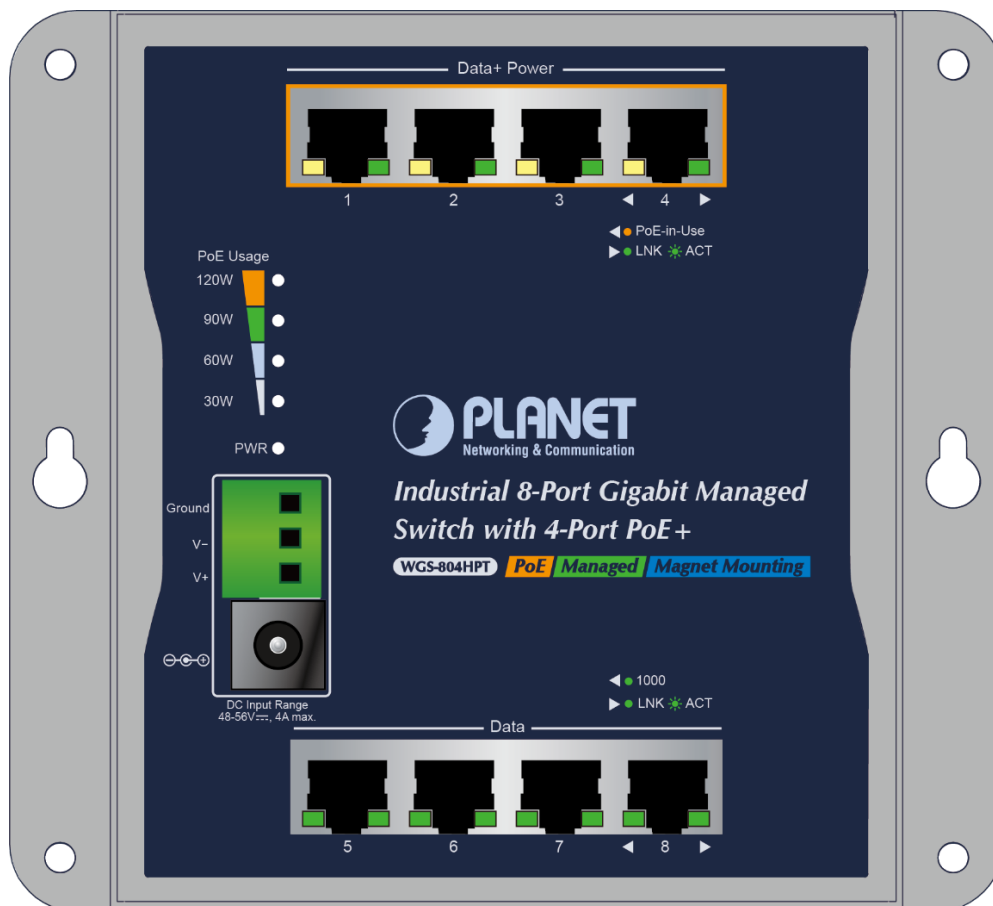 Data+ Power
1 2 3 4
PoE-in-Use
LNK ACT
PoE Usage
120W
90W
60W
30W
PWR
PLANET
Networking & Communication
Industrial 8-Port Gigabit Managed
Switch with 4-Port PoE+
WGS-804HPT PoE Managed Magnet Mounting
Ground
V−
V+
DC Input Range
48-56V⎓, 4A max.
1000
LNK ACT
Data
5 6 7 8